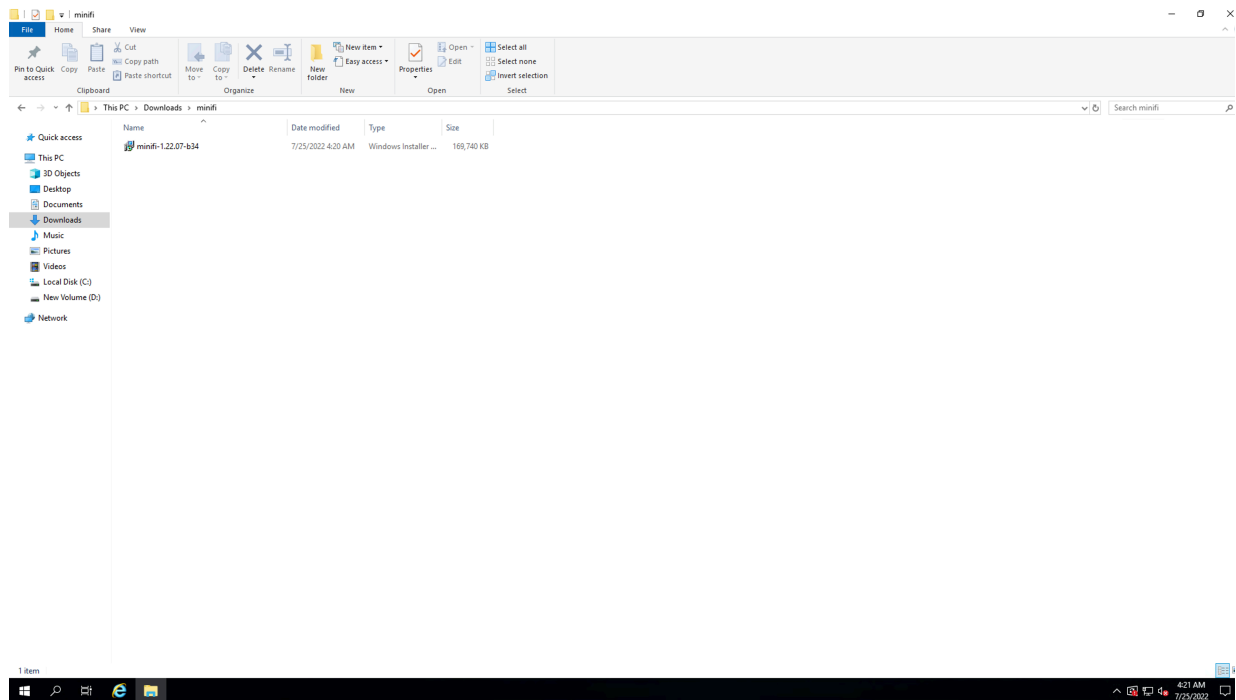 minifi
File Home Share View
Pin to Quick access
Copy
Paste
Cut
Copy path
Paste shortcut
Clipboard
Move to
Copy to
Delete
Rename
Organize
New folder
New item
Easy access
New
Properties
Open
Edit
Open
Select all
Select none
Invert selection
Select
This PC > Downloads > minifi
Search minifi
Name Date modified Type Size
minifi-1.22.07-b34 7/25/2022 4:20 AM Windows Installer ... 169,740 KB
Quick access
This PC
3D Objects
Desktop
Documents
Downloads
Music
Pictures
Videos
Local Disk (C:)
New Volume (D:)
Network
1 item
4:21 AM
7/25/2022